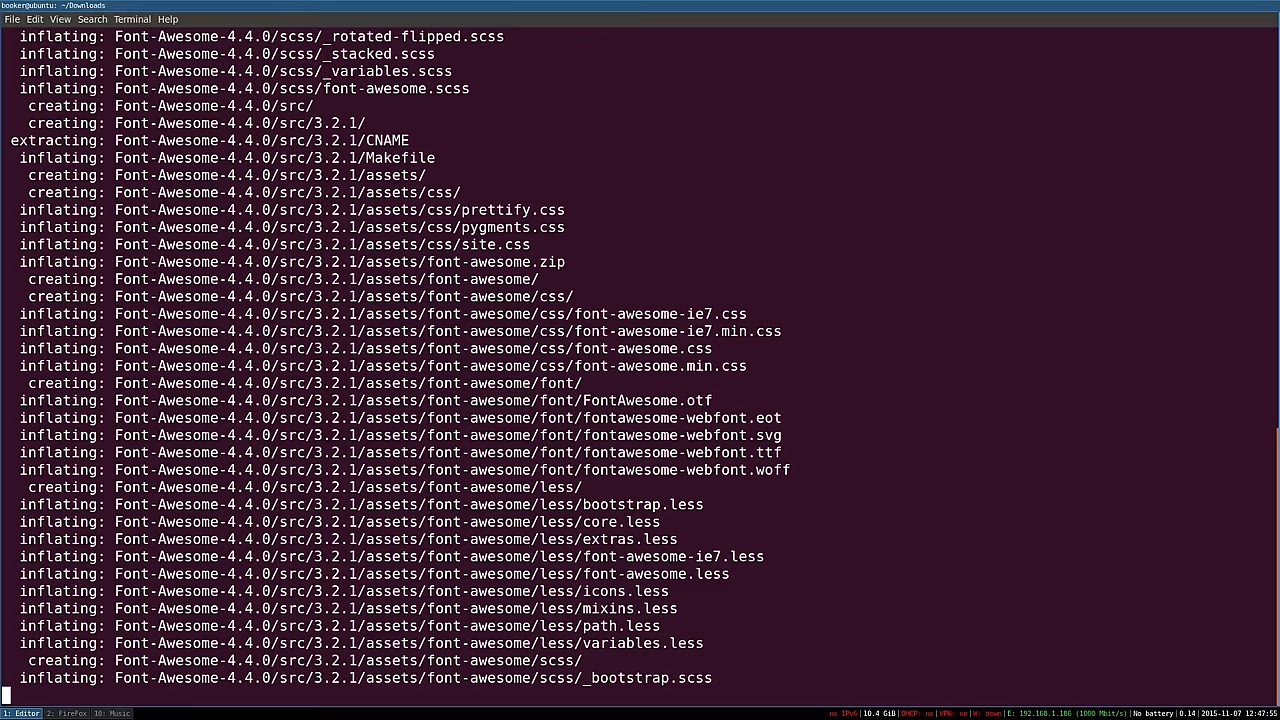 booker@ubuntu: ~/Downloads
File Edit View Search Terminal Help
inflating: Font-Awesome-4.4.0/scss/_rotated-flipped.scss
inflating: Font-Awesome-4.4.0/scss/_stacked.scss
inflating: Font-Awesome-4.4.0/scss/_variables.scss
inflating: Font-Awesome-4.4.0/scss/font-awesome.scss
creating: Font-Awesome-4.4.0/src/
creating: Font-Awesome-4.4.0/src/3.2.1/
extracting: Font-Awesome-4.4.0/src/3.2.1/CNAME
inflating: Font-Awesome-4.4.0/src/3.2.1/Makefile
creating: Font-Awesome-4.4.0/src/3.2.1/assets/
creating: Font-Awesome-4.4.0/src/3.2.1/assets/css/
inflating: Font-Awesome-4.4.0/src/3.2.1/assets/css/prettify.css
inflating: Font-Awesome-4.4.0/src/3.2.1/assets/css/pygments.css
inflating: Font-Awesome-4.4.0/src/3.2.1/assets/css/site.css
inflating: Font-Awesome-4.4.0/src/3.2.1/assets/font-awesome.zip
creating: Font-Awesome-4.4.0/src/3.2.1/assets/font-awesome/
creating: Font-Awesome-4.4.0/src/3.2.1/assets/font-awesome/css/
inflating: Font-Awesome-4.4.0/src/3.2.1/assets/font-awesome/css/font-awesome-ie7.css
inflating: Font-Awesome-4.4.0/src/3.2.1/assets/font-awesome/css/font-awesome-ie7.min.css
inflating: Font-Awesome-4.4.0/src/3.2.1/assets/font-awesome/css/font-awesome.css
inflating: Font-Awesome-4.4.0/src/3.2.1/assets/font-awesome/css/font-awesome.min.css
creating: Font-Awesome-4.4.0/src/3.2.1/assets/font-awesome/font/
inflating: Font-Awesome-4.4.0/src/3.2.1/assets/font-awesome/font/FontAwesome.otf
inflating: Font-Awesome-4.4.0/src/3.2.1/assets/font-awesome/font/fontawesome-webfont.eot
inflating: Font-Awesome-4.4.0/src/3.2.1/assets/font-awesome/font/fontawesome-webfont.svg
inflating: Font-Awesome-4.4.0/src/3.2.1/assets/font-awesome/font/fontawesome-webfont.ttf
inflating: Font-Awesome-4.4.0/src/3.2.1/assets/font-awesome/font/fontawesome-webfont.woff
creating: Font-Awesome-4.4.0/src/3.2.1/assets/font-awesome/less/
inflating: Font-Awesome-4.4.0/src/3.2.1/assets/font-awesome/less/bootstrap.less
inflating: Font-Awesome-4.4.0/src/3.2.1/assets/font-awesome/less/core.less
inflating: Font-Awesome-4.4.0/src/3.2.1/assets/font-awesome/less/extras.less
inflating: Font-Awesome-4.4.0/src/3.2.1/assets/font-awesome/less/font-awesome-ie7.less
inflating: Font-Awesome-4.4.0/src/3.2.1/assets/font-awesome/less/font-awesome.less
inflating: Font-Awesome-4.4.0/src/3.2.1/assets/font-awesome/less/icons.less
inflating: Font-Awesome-4.4.0/src/3.2.1/assets/font-awesome/less/mixins.less
inflating: Font-Awesome-4.4.0/src/3.2.1/assets/font-awesome/less/path.less
inflating: Font-Awesome-4.4.0/src/3.2.1/assets/font-awesome/less/variables.less
creating: Font-Awesome-4.4.0/src/3.2.1/assets/font-awesome/scss/
inflating: Font-Awesome-4.4.0/src/3.2.1/assets/font-awesome/scss/_bootstrap.scss
1: Editor 2: FireFox 10: Music no IPv6|10.4 GiB|DHCP: no|VPN: no|W: down|E: 192.168.1.186 (1000 Mbit/s)|No battery|0.14|2015-11-07 12:47:55